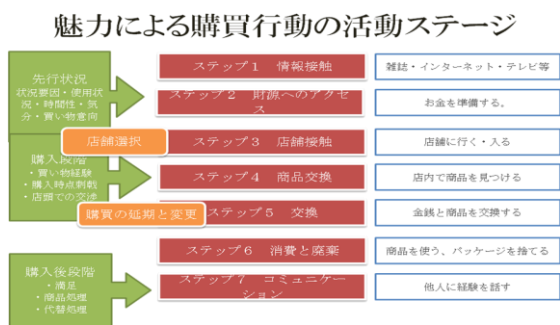 魅力による購買行動の活動ステージ
先行状況
状況要因・使用状
況・時間性・気
分・買い物意向
ステップ1 情報接触
雑誌・インターネット・テレビ等
ステップ2 財源へのアクセ
ス
お金を準備する。
店舗選択
ステップ3 店舗接触
店舗に行く・入る
購入段階
・買い物経験
・購入時点刺戟
・店頭での交渉
ステップ4 商品交換
店内で商品を見つける
購買の延期と変更
ステップ5 交換
金銭と商品を交換する
ステップ6 消費と廃棄
商品を使う、パッケージを捨てる
購入後段階
・満足
・商品処理
・代替処理
ステップ7 コミュニケー
ション
他人に経験を話す